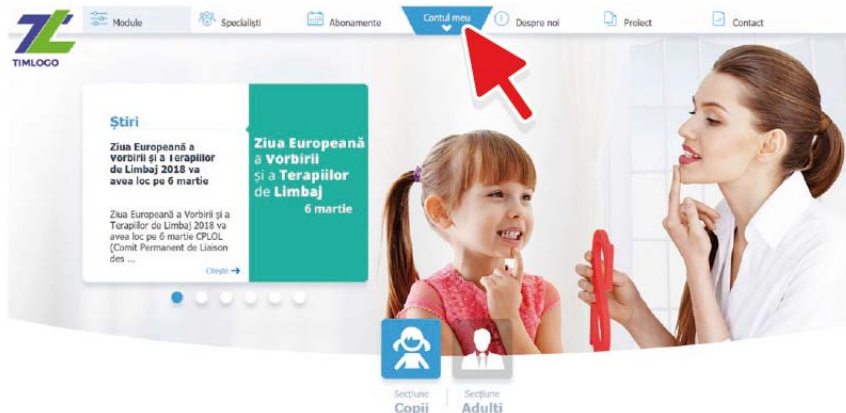 Module
Specialiști
Abonamente
Contul meu
Despre noi
Proiect
Contact
TIMLOGO
Știri
Ziua Europeană a
Vorbirii și a Terapiilor
de Limbaj 2018 va
avea loc pe 6 martie
Ziua Europeană a Vorbirii și a
Terapiilor de Limbaj 2018 va
avea loc pe 6 martie CPLOL
(Comit Permanent de Liaison
des ...
Citește
Ziua Europeană
a Vorbirii
și a Terapiilor
de Limbaj
6 martie
Secțiune
Copii
Secțiune
Adulți